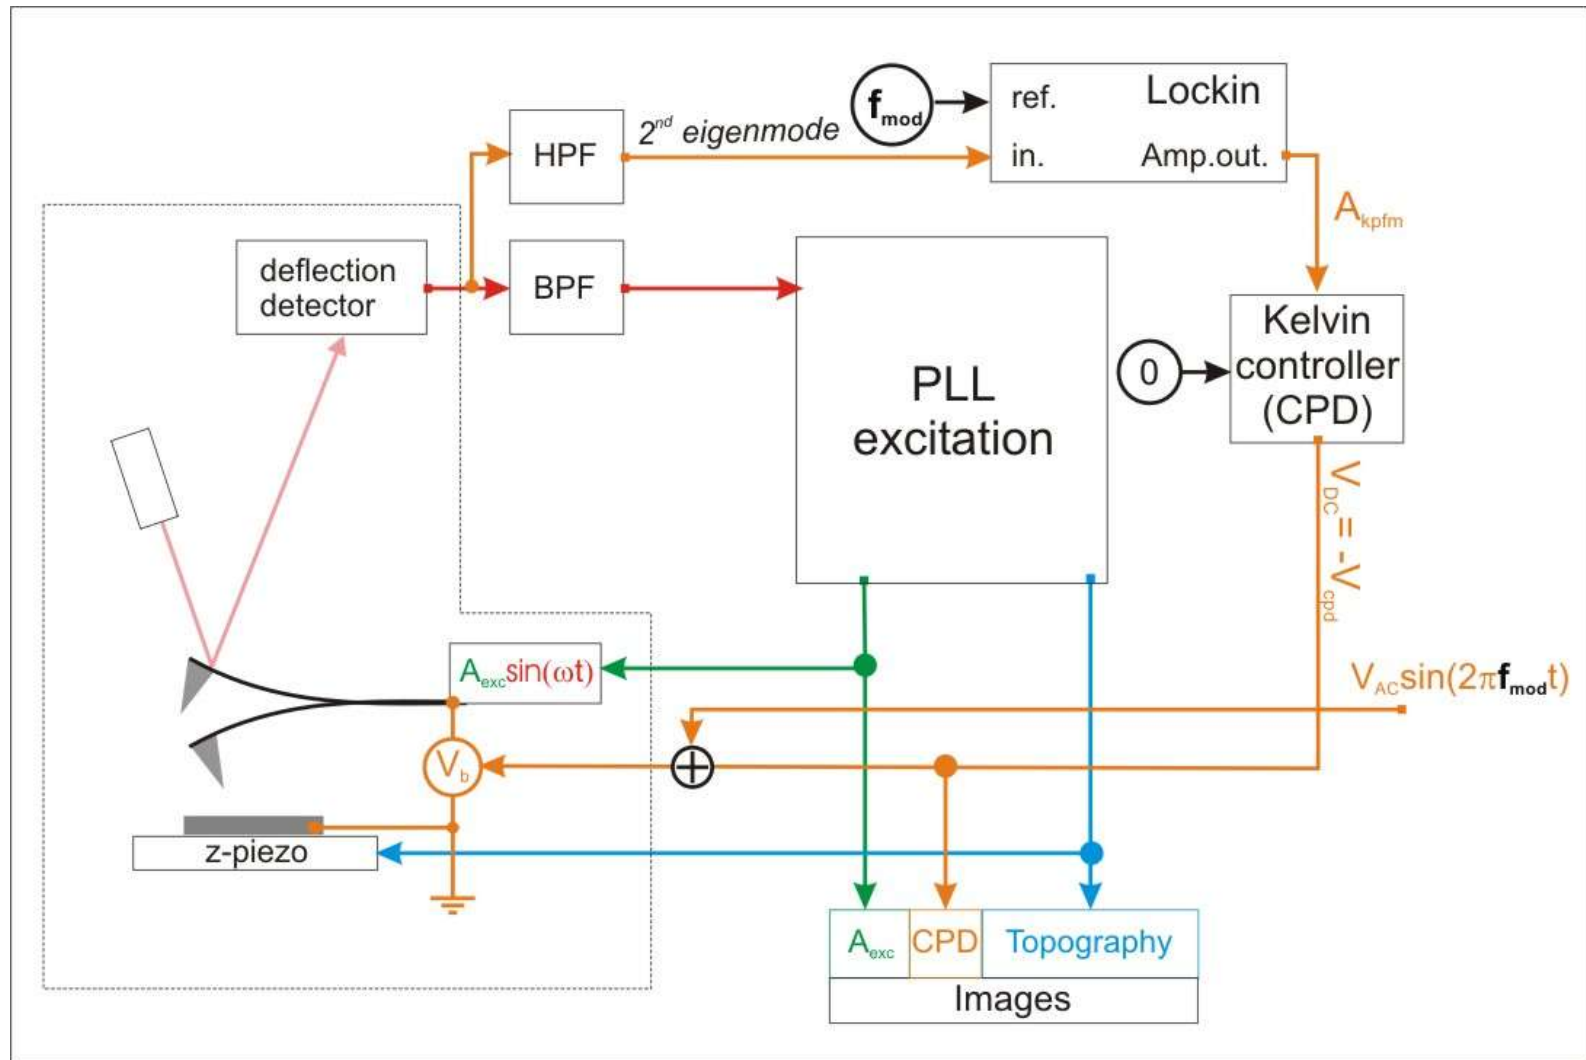 2nd eigenmode
fmod
ref.
Lockin
in.
Amp.out.
HPF
Akpfm
deflection
detector
BPF
PLL
excitation
0
Kelvin
controller
(CPD)
VDC = -Vcpd
Aexcsin(ωt)
VACsin(2πfmodt)
Vb
z-piezo
Aexc
CPD
Topography
Images